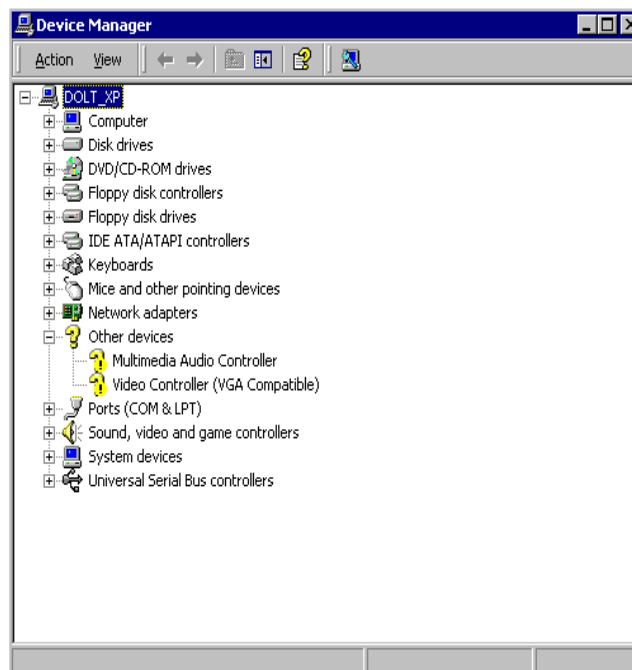 Device Manager
Action View
DOLT_XP
Computer
Disk drives
DVD/CD-ROM drives
Floppy disk controllers
Floppy disk drives
IDE ATA/ATAPI controllers
Keyboards
Mice and other pointing devices
Network adapters
Other devices
Multimedia Audio Controller
Video Controller (VGA Compatible)
Ports (COM & LPT)
Sound, video and game controllers
System devices
Universal Serial Bus controllers